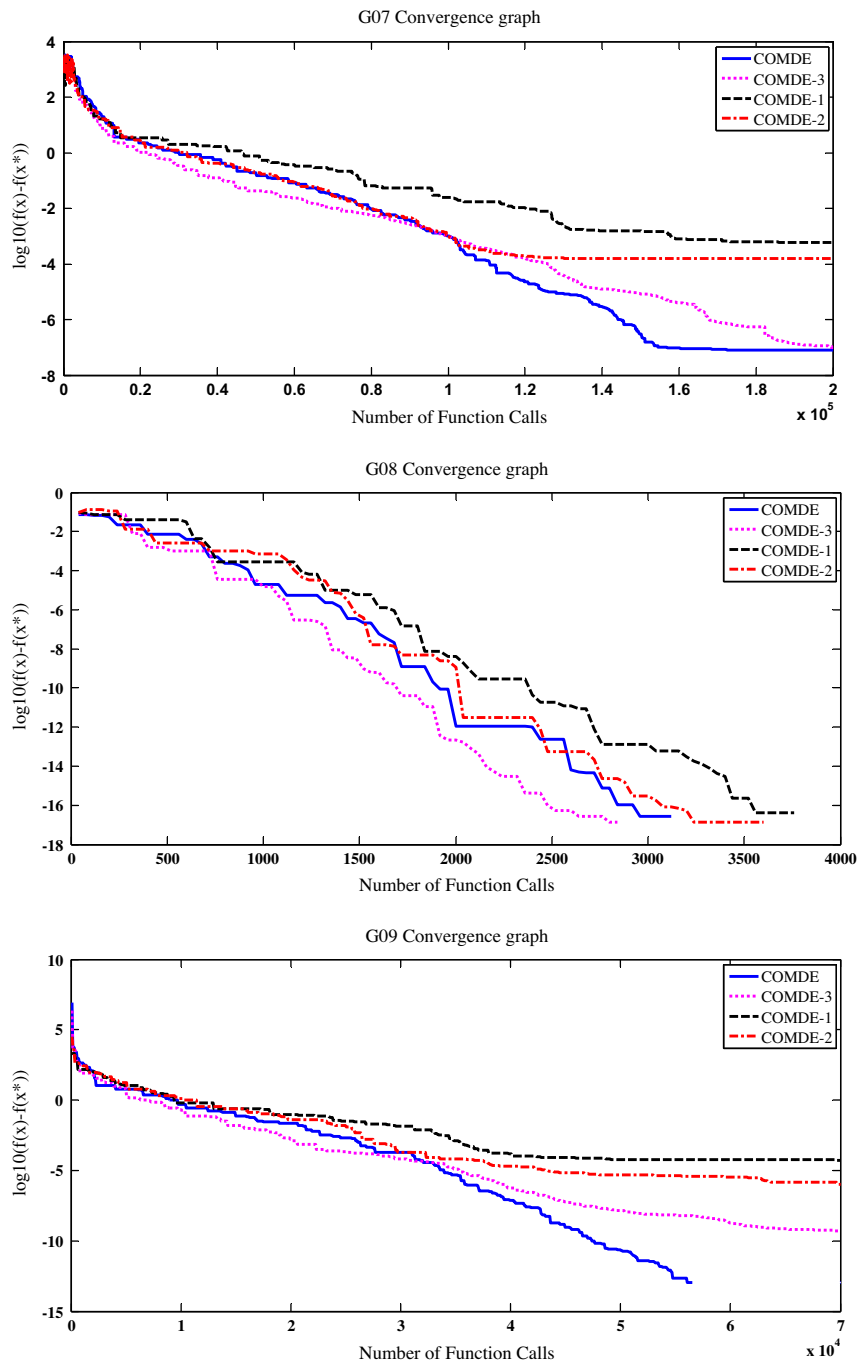 G07 Convergence graph
4
2
0
-2
-4
-6
-8
log10(f(x)-f(x*))
COMDE
COMDE-3
COMDE-1
COMDE-2
0 0.2 0.4 0.6 0.8 1 1.2 1.4 1.6 1.8 2
Number of Function Calls
x 10^5
G08 Convergence graph
0
-2
-4
-6
-8
-10
-12
-14
-16
-18
log10(f(x)-f(x*))
COMDE
COMDE-3
COMDE-1
COMDE-2
0 500 1000 1500 2000 2500 3000 3500 4000
Number of Function Calls
G09 Convergence graph
10
5
0
-5
-10
-15
log10(f(x)-f(x*))
COMDE
COMDE-3
COMDE-1
COMDE-2
0 1 2 3 4 5 6 7
Number of Function Calls
x 10^4